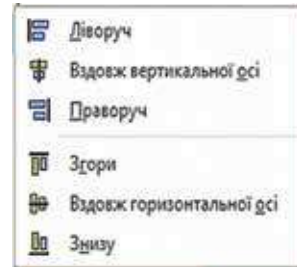 Ліворуч
Вздовж вертикальної осі
Праворуч
Згори
Вздовж горизонтальної осі
Знизу